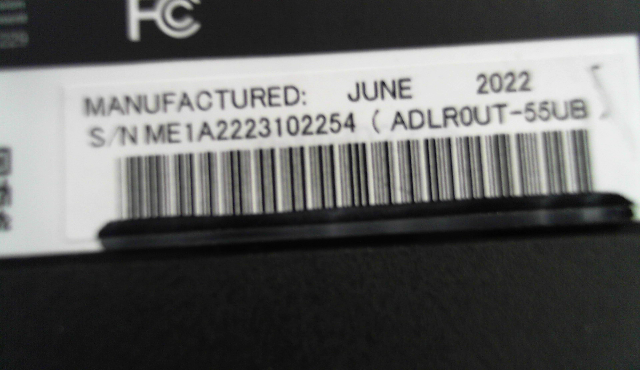 FC
MANUFACTURED: JUNE 2022
S/N ME1A2223102254 ( ADLR0UT-55UB )